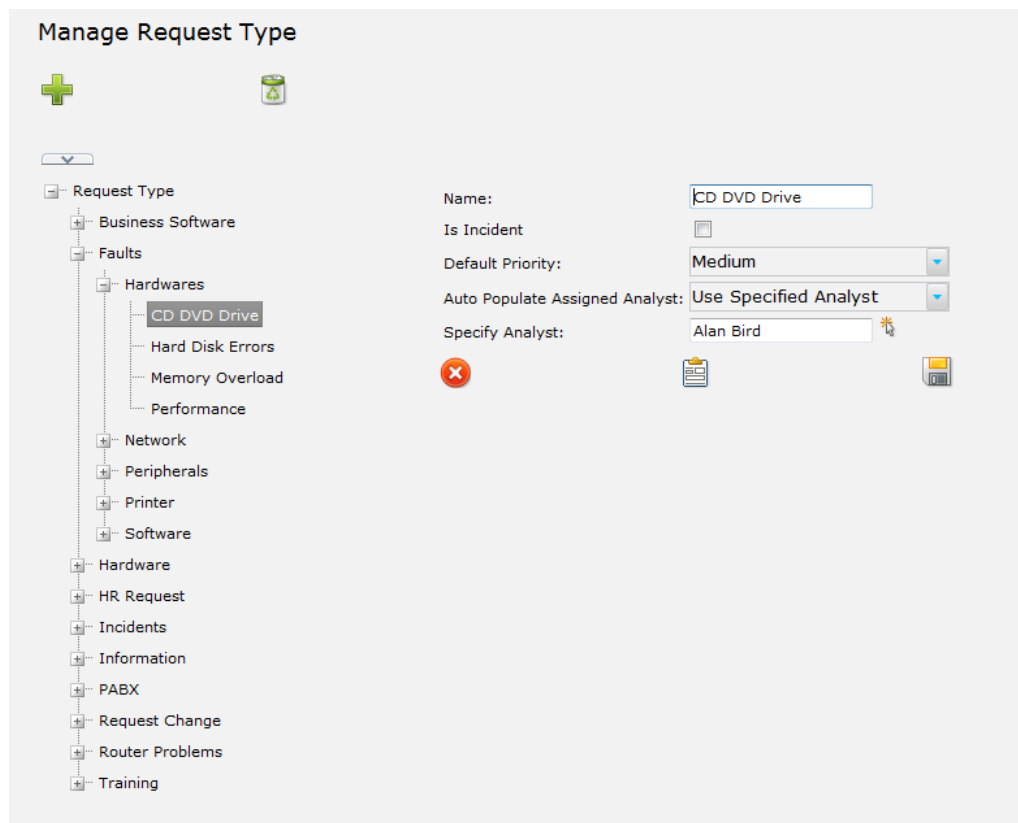 Manage Request Type
Request Type
Business Software
Faults
Hardwares
CD DVD Drive
Hard Disk Errors
Memory Overload
Performance
Network
Peripherals
Printer
Software
Hardware
HR Request
Incidents
Information
PABX
Request Change
Router Problems
Training
Name: CD DVD Drive
Is Incident
Default Priority: Medium
Auto Populate Assigned Analyst: Use Specified Analyst
Specify Analyst: Alan Bird